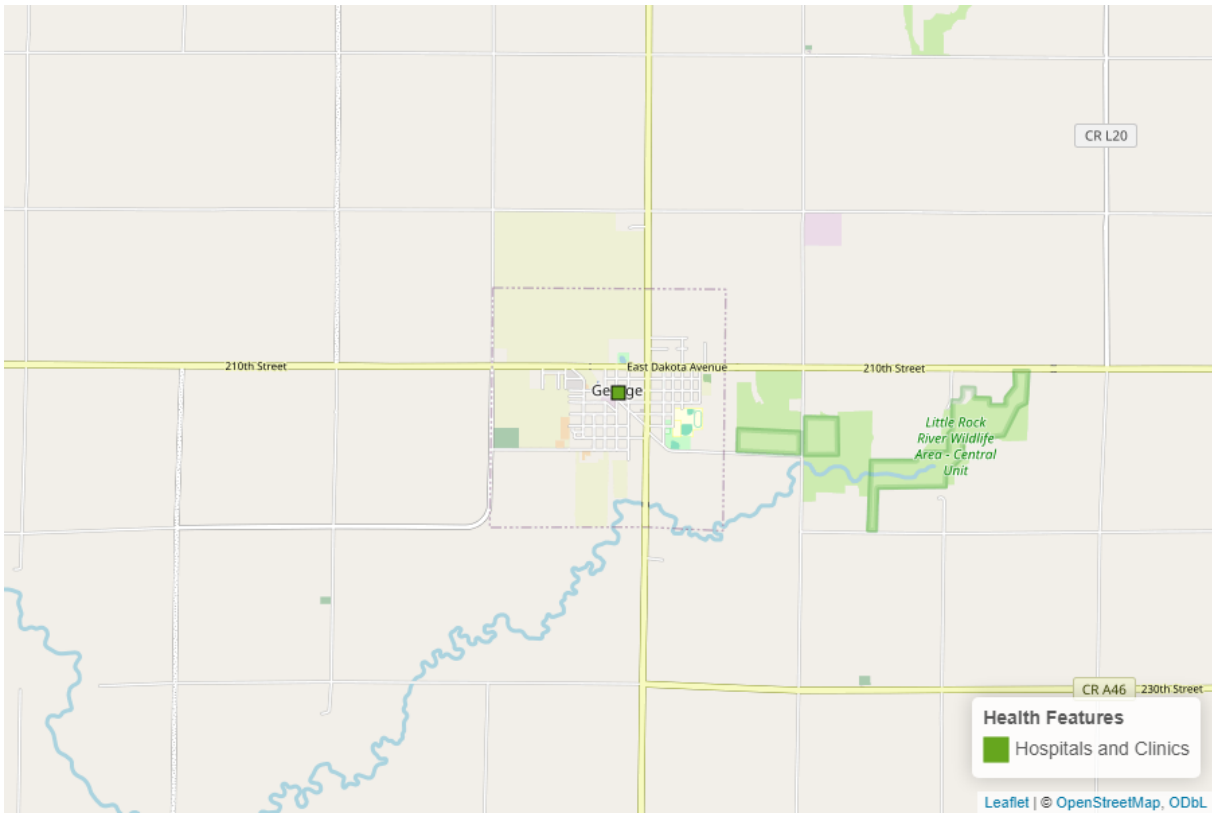 CR L20
210th Street
East Dakota Avenue
210th Street
Little Rock
River Wildlife
Area - Central
Unit
CR A46
230th Street
Health Features
Hospitals and Clinics
Leaflet | © OpenStreetMap, ODbL